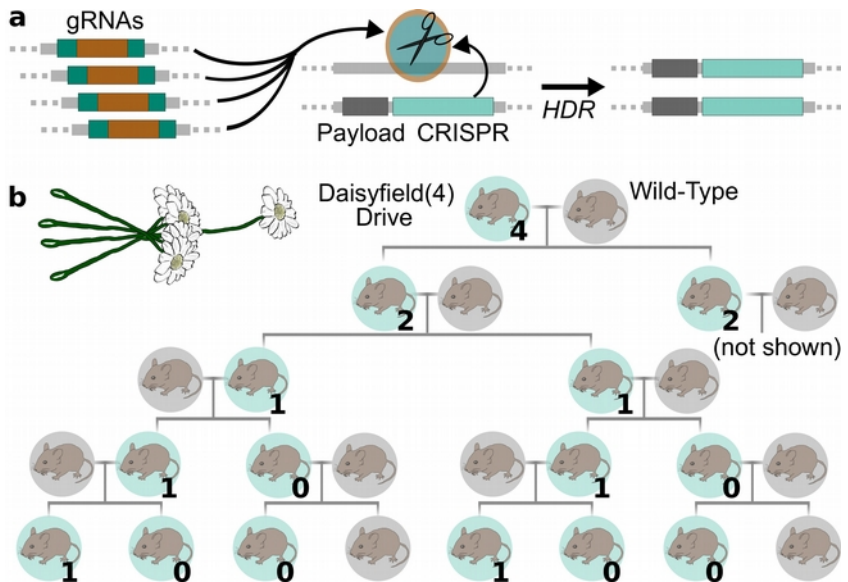 a
gRNAs
Payload CRISPR
HDR
b
Daisyfield(4)
Drive
Wild-Type
4
2
2
(not shown)
1
1
1
0
1
0
1
0
0
1
0
0